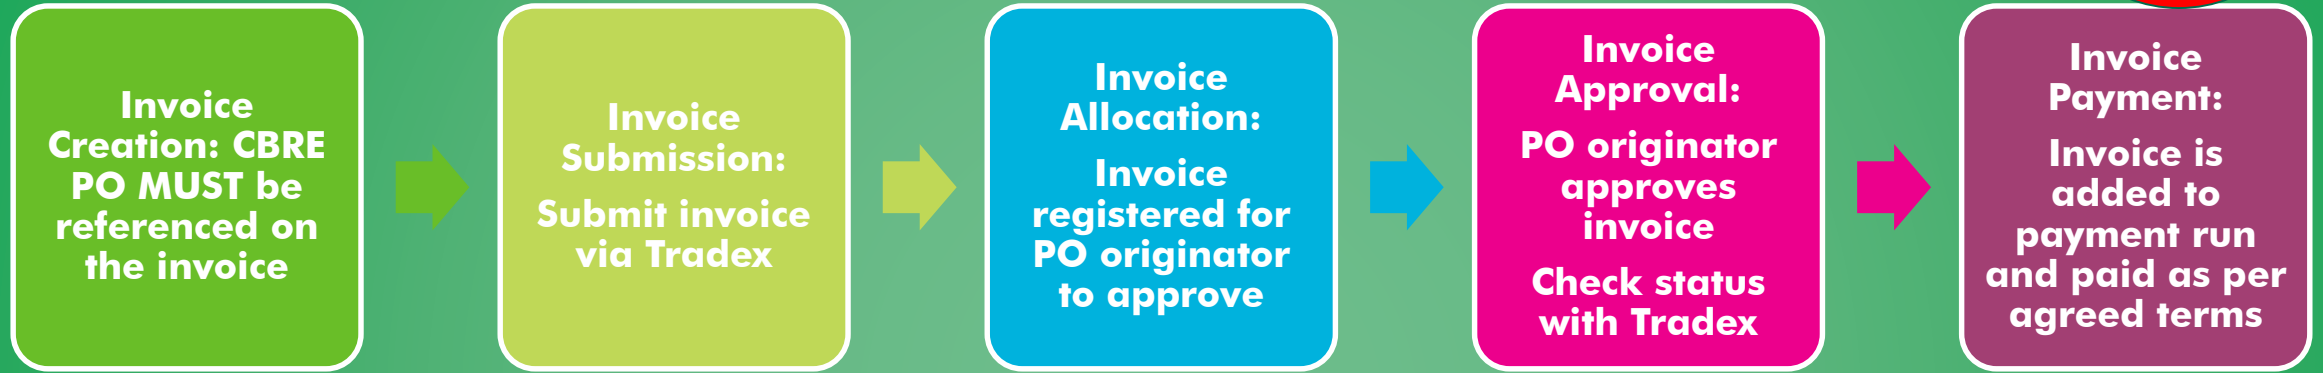 Invoice
Creation: CBRE
PO MUST be
referenced on
the invoice
Invoice
Submission:
Submit invoice
via Tradex
Invoice
Allocation:
Invoice
registered for
PO originator
to approve
Invoice
Approval:
PO originator
approves
invoice
Check status
with Tradex
Invoice
Payment:
Invoice is
added to
payment run
and paid as per
agreed terms